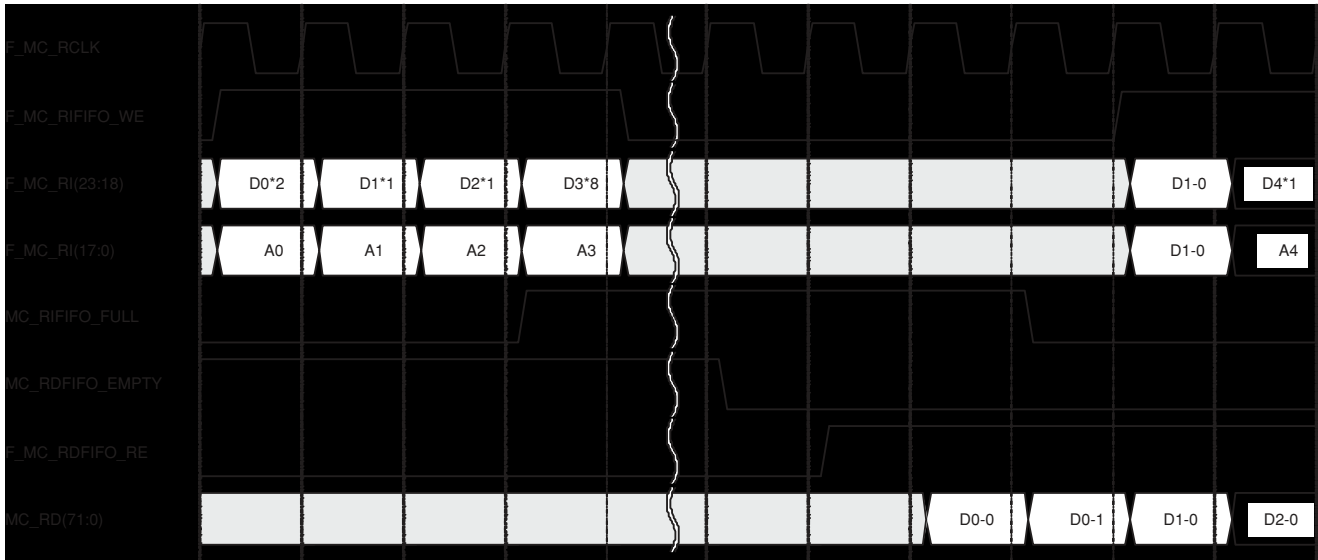 F_MC_RCLK
F_MC_RIFIFO_WE
F_MC_RI(23:18) D0*2 D1*1 D2*1 D3*8 D1-0 D4*1
F_MC_RI(17:0) A0 A1 A2 A3 D1-0 A4
MC_RIFIFO_FULL
MC_RDFIFO_EMPTY
F_MC_RDFIFO_RE
MC_RD(71:0) D0-0 D0-1 D1-0 D2-0